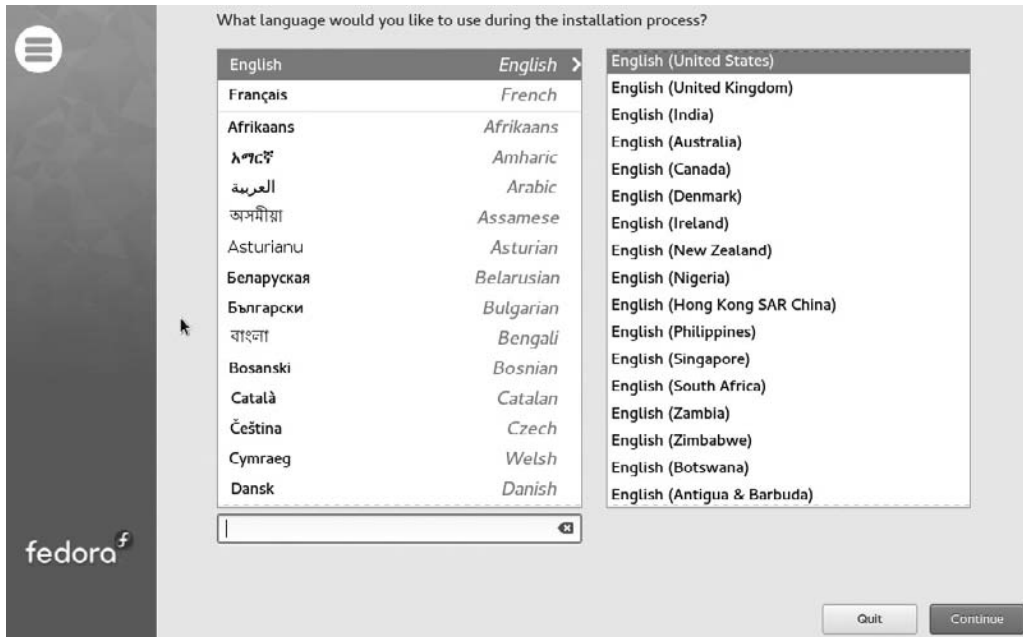 What language would you like to use during the installation process?
English English
Français French
Afrikaans Afrikaans
አማርኛ Amharic
العربية Arabic
অসমীয়া Assamese
Asturianu Asturian
Беларуская Belarusian
Български Bulgarian
বাংলা Bengali
Bosanski Bosnian
Català Catalan
Čeština Czech
Cymraeg Welsh
Dansk Danish
English (United States)
English (United Kingdom)
English (India)
English (Australia)
English (Canada)
English (Denmark)
English (Ireland)
English (New Zealand)
English (Nigeria)
English (Hong Kong SAR China)
English (Philippines)
English (Singapore)
English (South Africa)
English (Zambia)
English (Zimbabwe)
English (Botswana)
English (Antigua & Barbuda)
fedora
Quit Continue